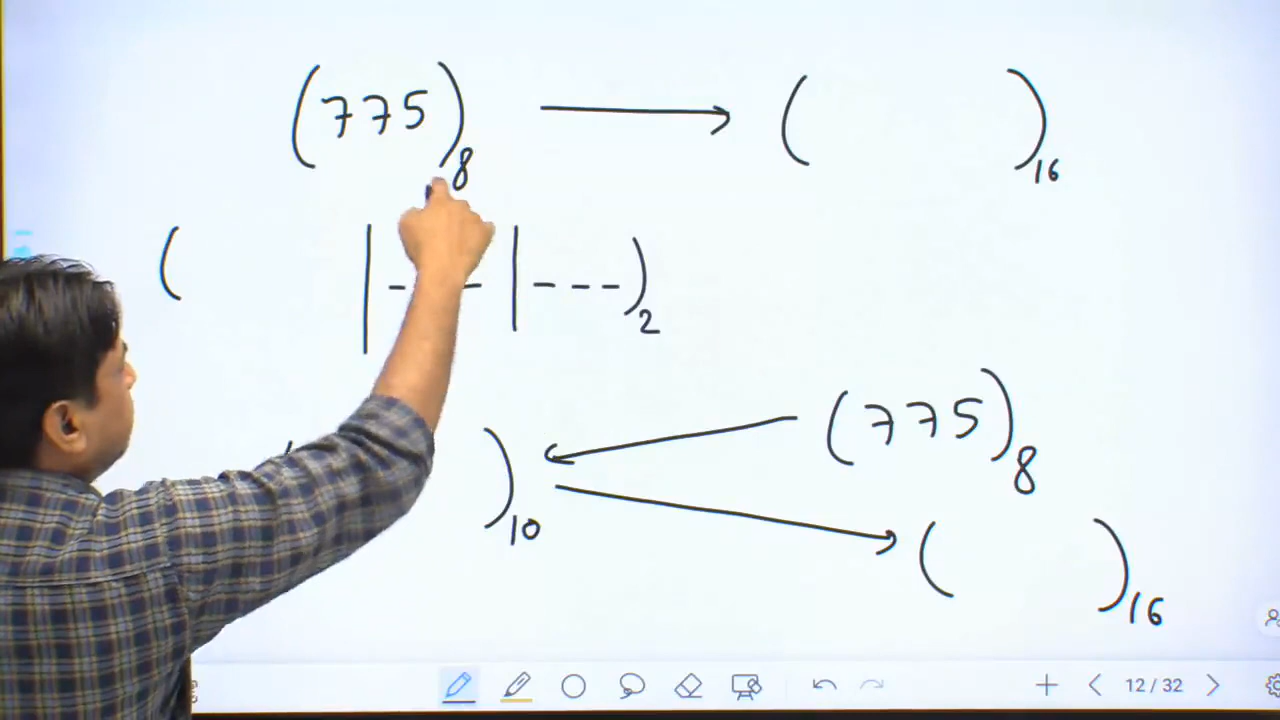 (775)8 → (     )16
(     | - - - | - - -)2
(775)8
(     )10
(     )16
12 / 32